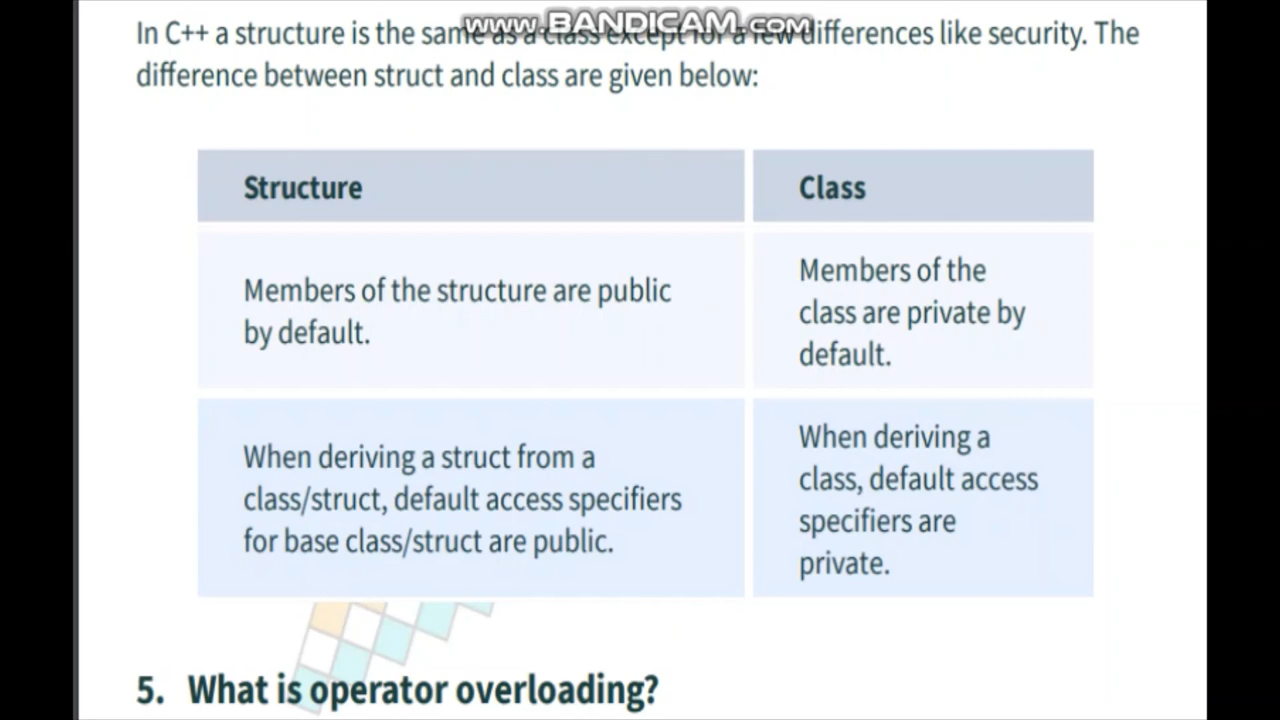 www.BANDICAM.com
In C++ a structure is the same as a class except for a few differences like security. The
difference between struct and class are given below:
Structure
Class
Members of the structure are public
by default.
Members of the
class are private by
default.
When deriving a struct from a
class/struct, default access specifiers
for base class/struct are public.
When deriving a
class, default access
specifiers are
private.
5. What is operator overloading?